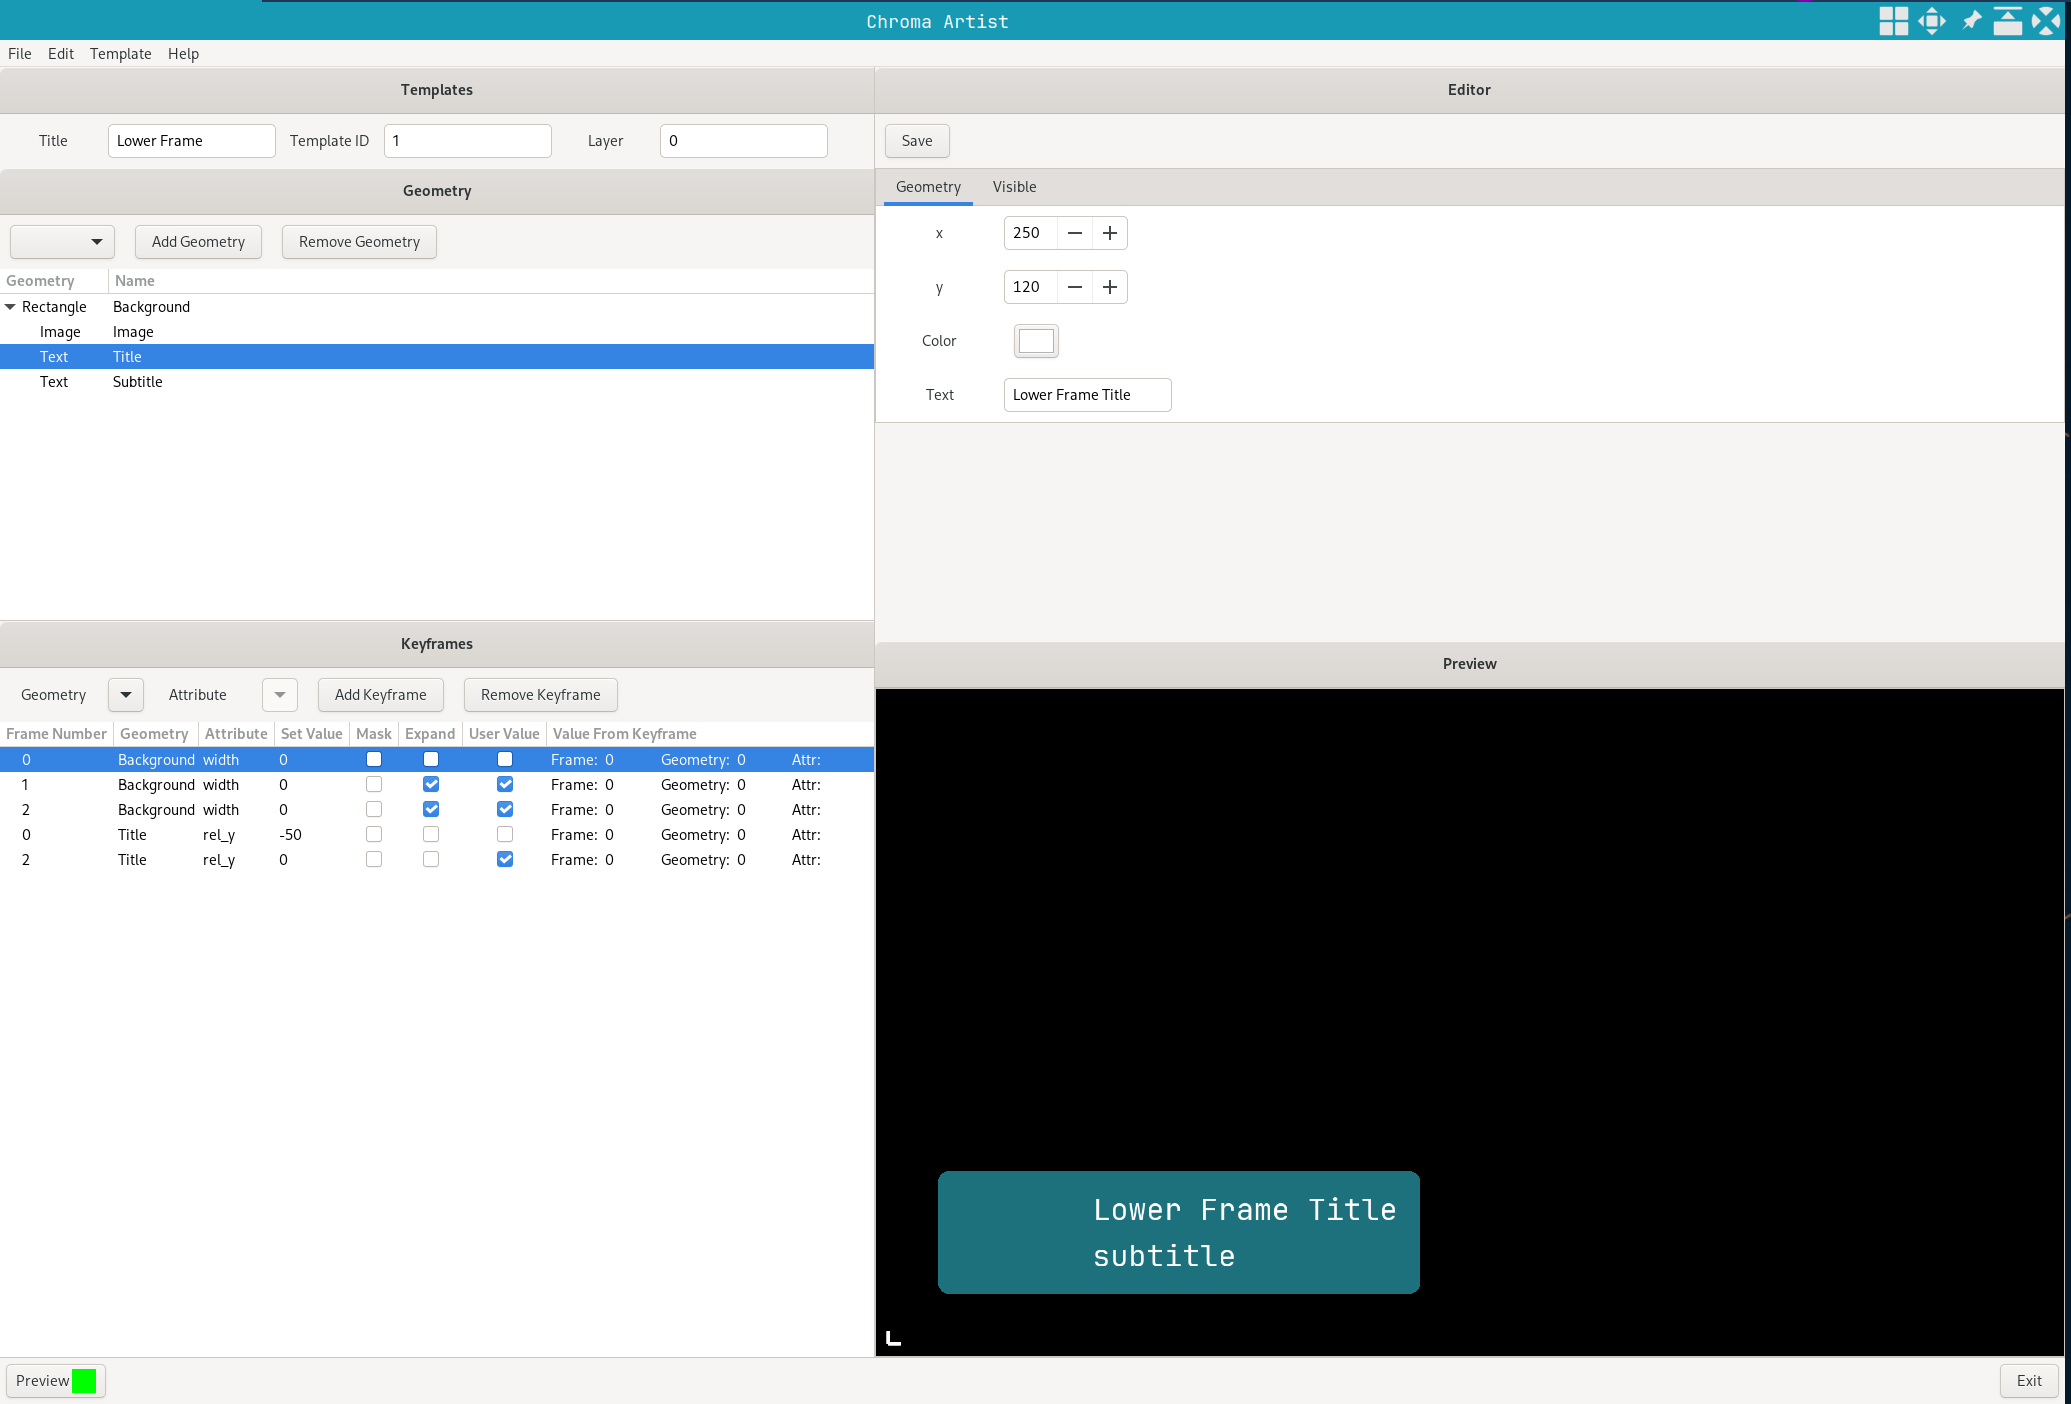 Chroma Artist
File Edit Template Help
Templates
Title Lower Frame Template ID 1 Layer 0
Geometry
Add Geometry Remove Geometry
Geometry Name
Rectangle Background
Image Image
Text Title
Text Subtitle
Keyframes
Geometry Attribute Add Keyframe Remove Keyframe
Frame Number Geometry Attribute Set Value Mask Expand User Value Value From Keyframe
0 Background width 0 Frame: 0 Geometry: 0 Attr:
1 Background width 0 Frame: 0 Geometry: 0 Attr:
2 Background width 0 Frame: 0 Geometry: 0 Attr:
0 Title rel_y -50 Frame: 0 Geometry: 0 Attr:
2 Title rel_y 0 Frame: 0 Geometry: 0 Attr:
Editor
Save
Geometry Visible
x 250
y 120
Color
Text Lower Frame Title
Preview
Lower Frame Title
subtitle
Preview
Exit